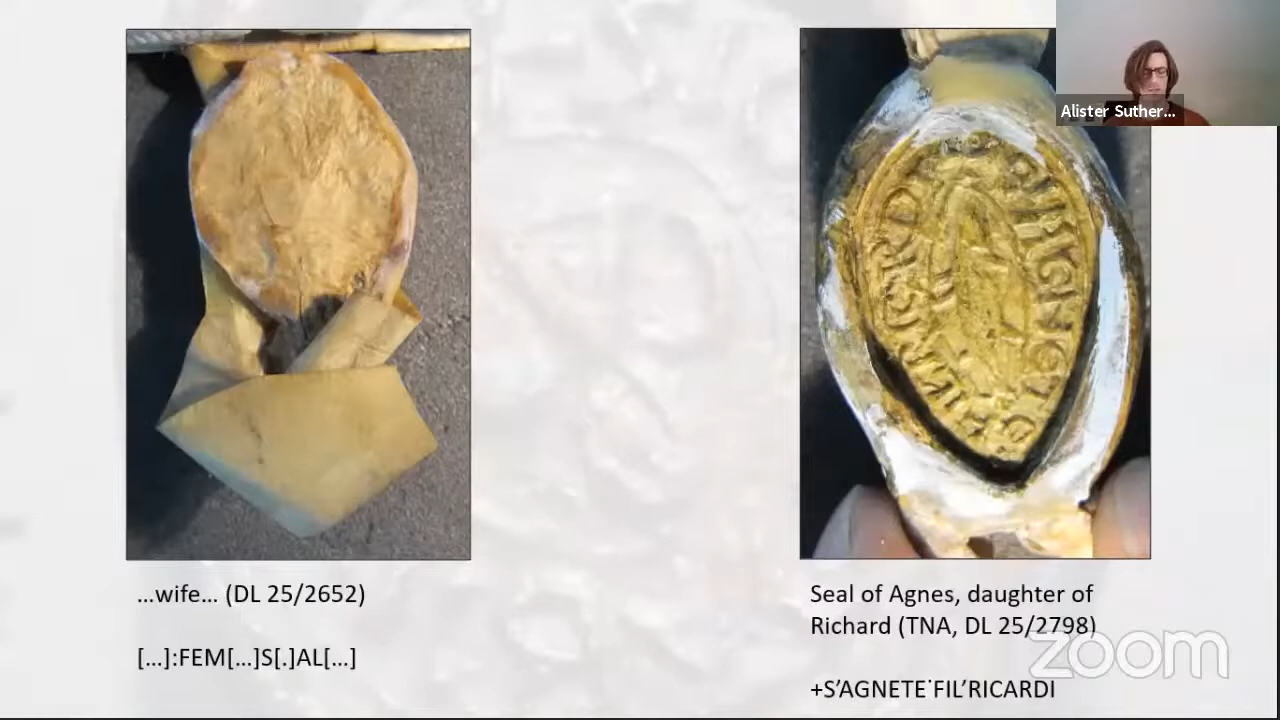 Alister Suther...
...wife... (DL 25/2652)
[...]:FEM[...]S[.]AL[...]
Seal of Agnes, daughter of
Richard (TNA, DL 25/2798)
+S’AGNETE˙FIL’RICARDI
zoom